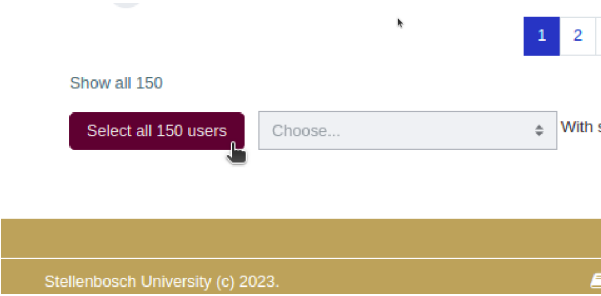 1 2
Show all 150
Select all 150 users Choose... With
Stellenbosch University (c) 2023.